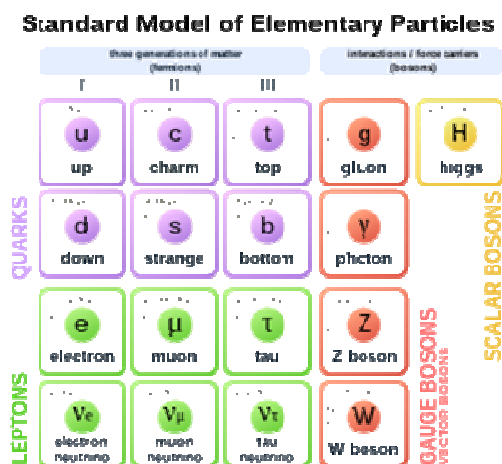 Standard Model of Elementary Particles
three generations of matter
(fermions)
interactions / force carriers
(bosons)
I II III
u c t g H
up charm top gluon higgs
d s b γ
down strange bottom photon
e μ τ Z
electron muon tau Z boson
νe νμ ντ W
electron neutrino muon neutrino tau neutrino W boson
QUARKS
LEPTONS
GAUGE BOSONS
VECTOR BOSONS
SCALAR BOSONS